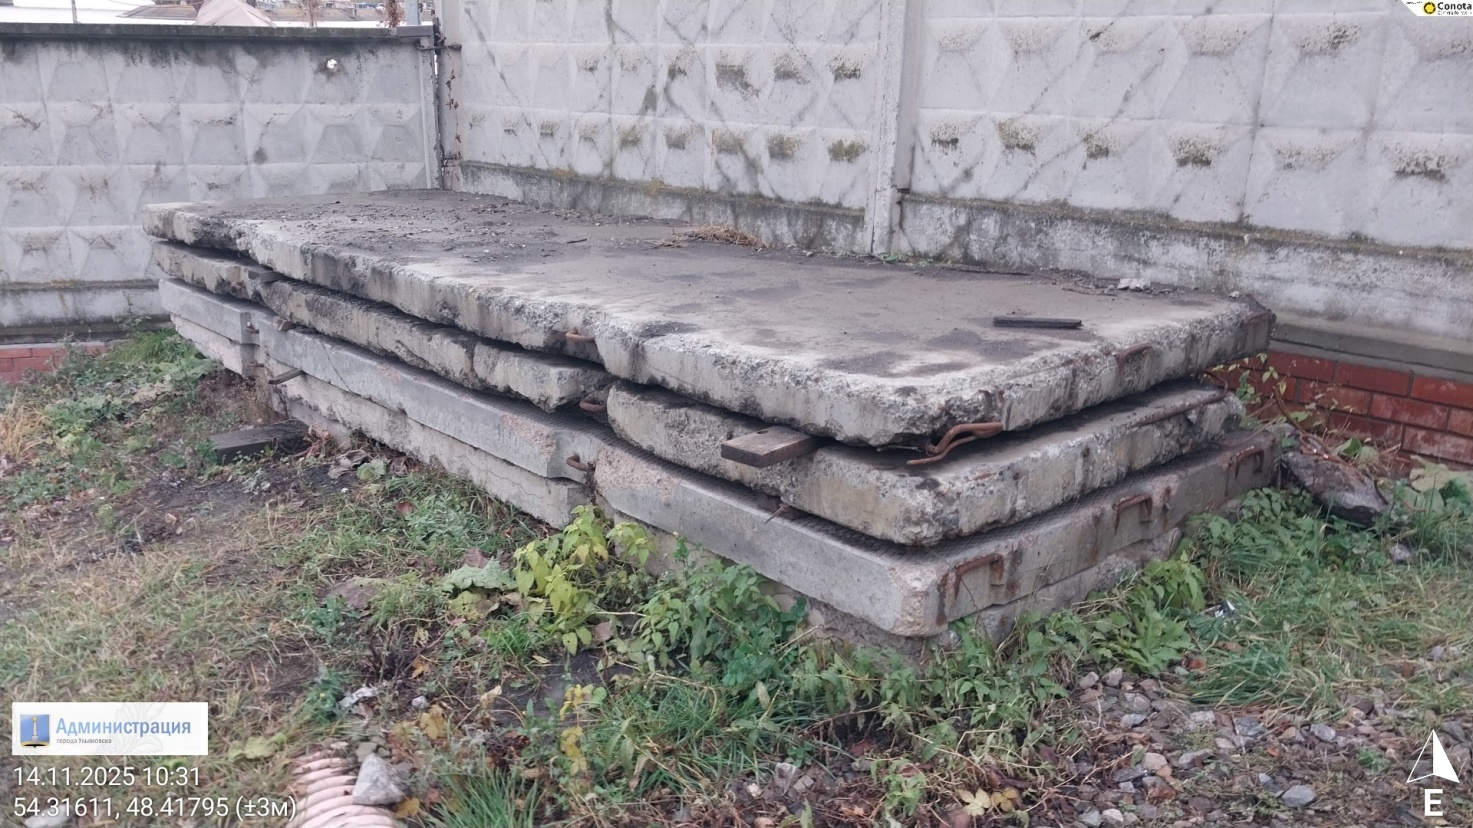 Conota
Администрация
города Ульяновска
14.11.2025 10:31
54.31611, 48.41795 (±3м)
E